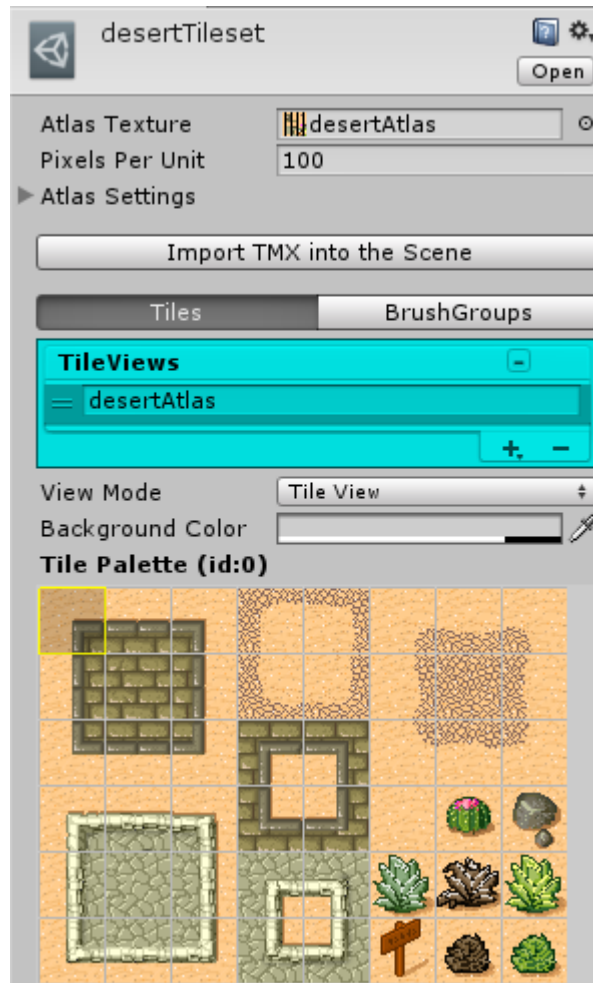 desertTileset
Open
Atlas Texture desertAtlas
Pixels Per Unit 100
Atlas Settings
Import TMX into the Scene
Tiles BrushGroups
TileViews
desertAtlas
View Mode Tile View
Background Color
Tile Palette (id:0)